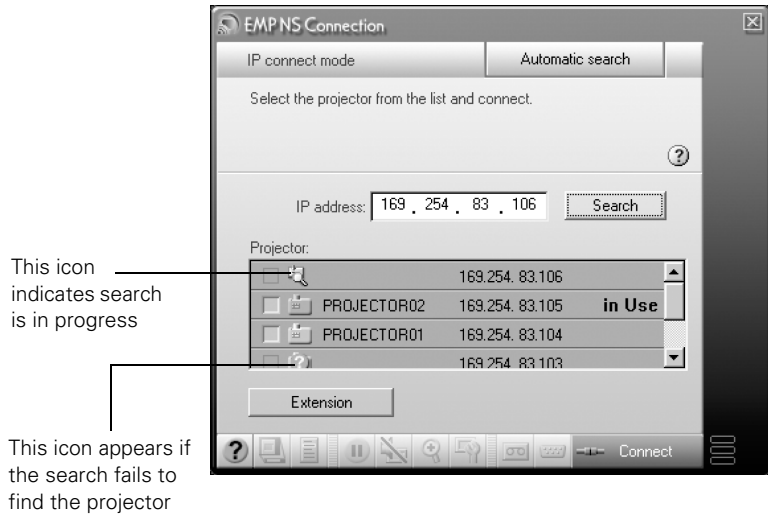 EMP NS Connection
IP connect mode
Automatic search
Select the projector from the list and connect.
?
IP address: 169 . 254 . 83 . 106 Search
Projector:
169.254. 83.106
PROJECTOR02 169.254. 83.105 in Use
PROJECTOR01 169.254. 83.104
169.254. 83.103
Extension
? Connect
This icon
indicates search
is in progress
This icon appears if
the search fails to
find the projector